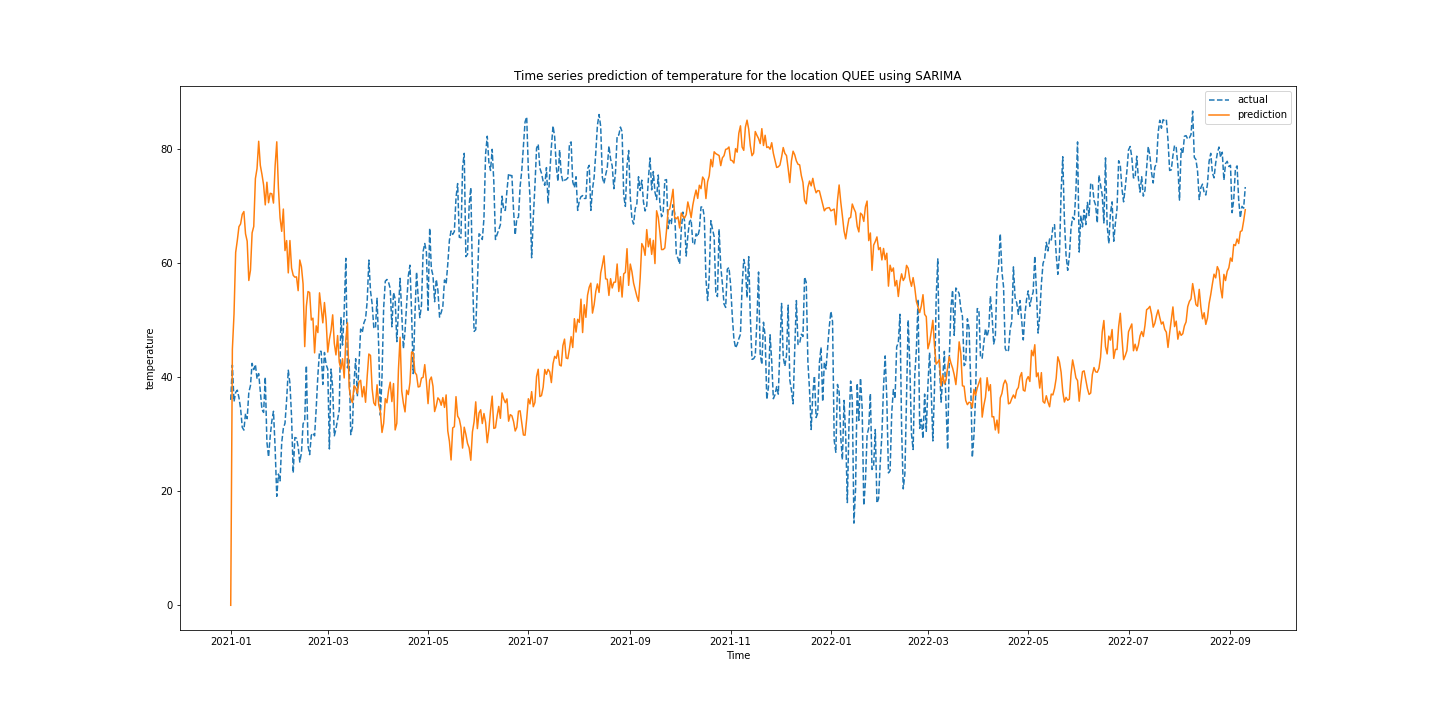 Time series prediction of temperature for the location QUEE using SARIMA
actual
prediction
80
60
40
20
0
temperature
2021-01 2021-03 2021-05 2021-07 2021-09 2021-11 2022-01 2022-03 2022-05 2022-07 2022-09
Time